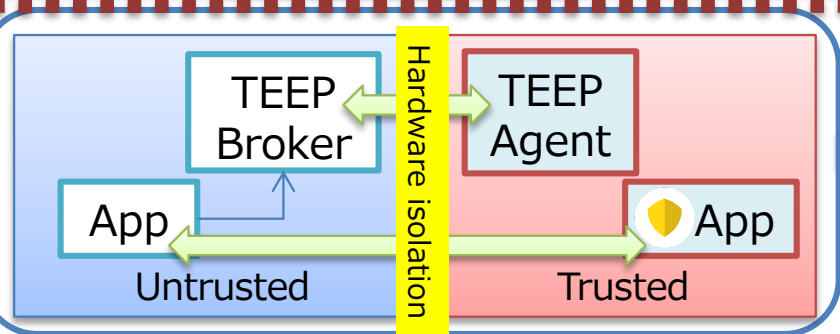 TEEP
Broker
App
Untrusted
Hardware isolation
TEEP
Agent
App
Trusted